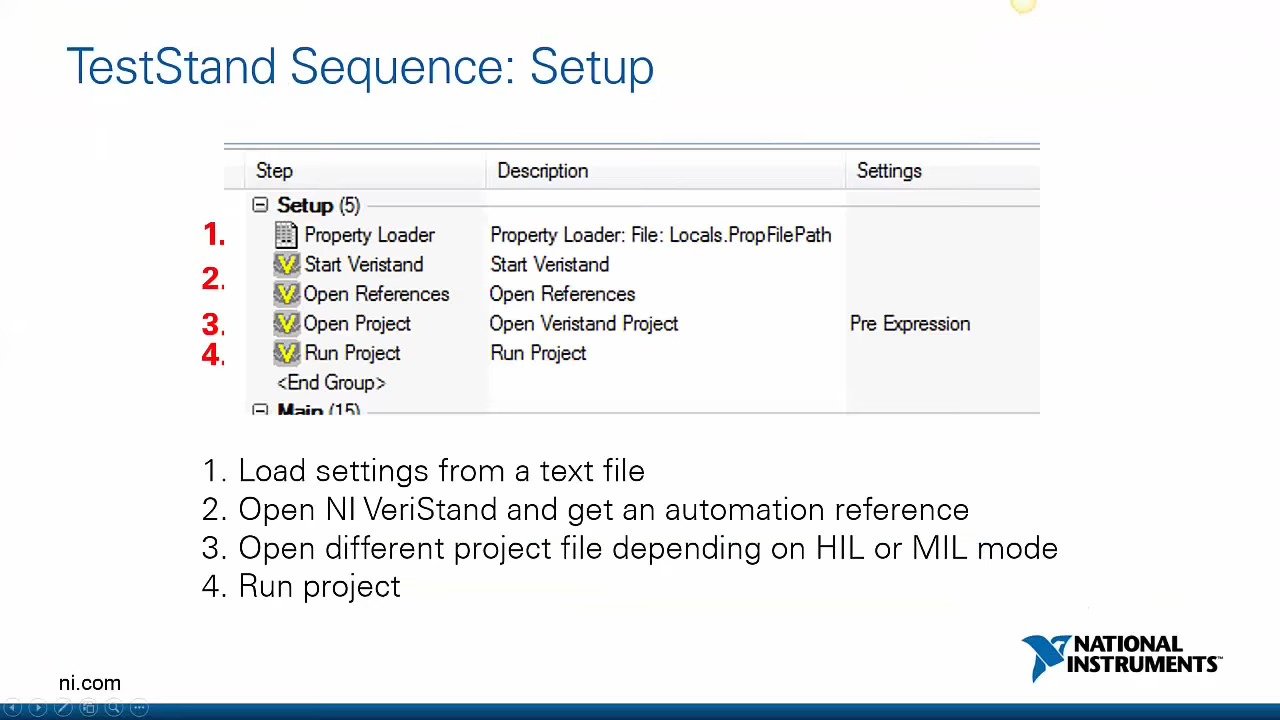 TestStand Sequence: Setup
Step Description Settings
Setup (5)
1. Property Loader Property Loader: File: Locals.PropFilePath
Start Veristand Start Veristand
2.
Open References Open References
3. Open Project Open Veristand Project Pre Expression
4. Run Project Run Project
<End Group>
Main (15)
1. Load settings from a text file
2. Open NI VeriStand and get an automation reference
3. Open different project file depending on HIL or MIL mode
4. Run project
NATIONAL
INSTRUMENTS™
ni.com